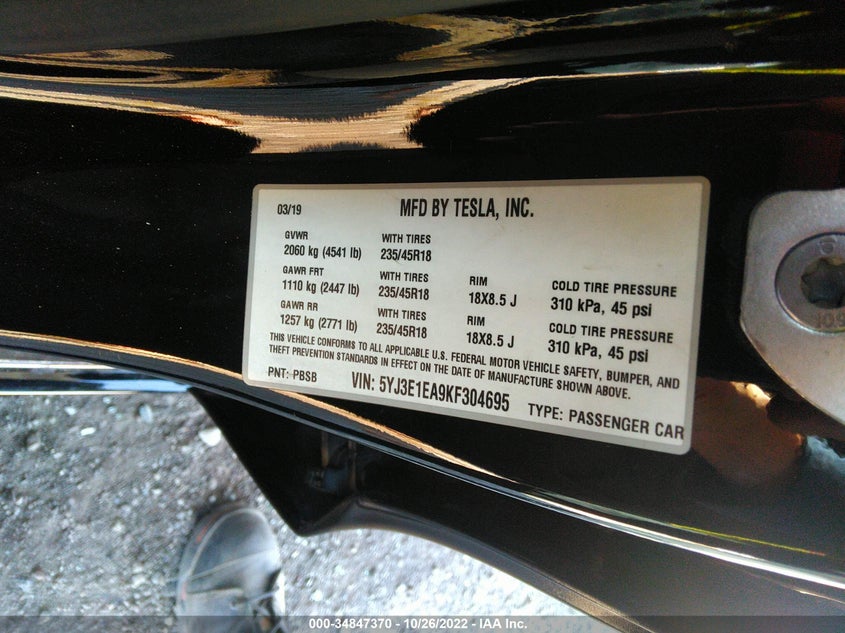 03/19 MFD BY TESLA, INC.
GVWR WITH TIRES
2060 kg (4541 lb) 235/45R18
GAWR FRT WITH TIRES RIM COLD TIRE PRESSURE
1110 kg (2447 lb) 235/45R18 18X8.5 J 310 kPa, 45 psi
GAWR RR WITH TIRES RIM COLD TIRE PRESSURE
1257 kg (2771 lb) 235/45R18 18X8.5 J 310 kPa, 45 psi
THIS VEHICLE CONFORMS TO ALL APPLICABLE U.S. FEDERAL MOTOR VEHICLE SAFETY, BUMPER, AND
THEFT PREVENTION STANDARDS IN EFFECT ON THE DATE OF MANUFACTURE SHOWN ABOVE.
PNT: PBSB VIN: 5YJ3E1EA9KF304695 TYPE: PASSENGER CAR
000-34847370 - 10/26/2022 - IAA Inc.